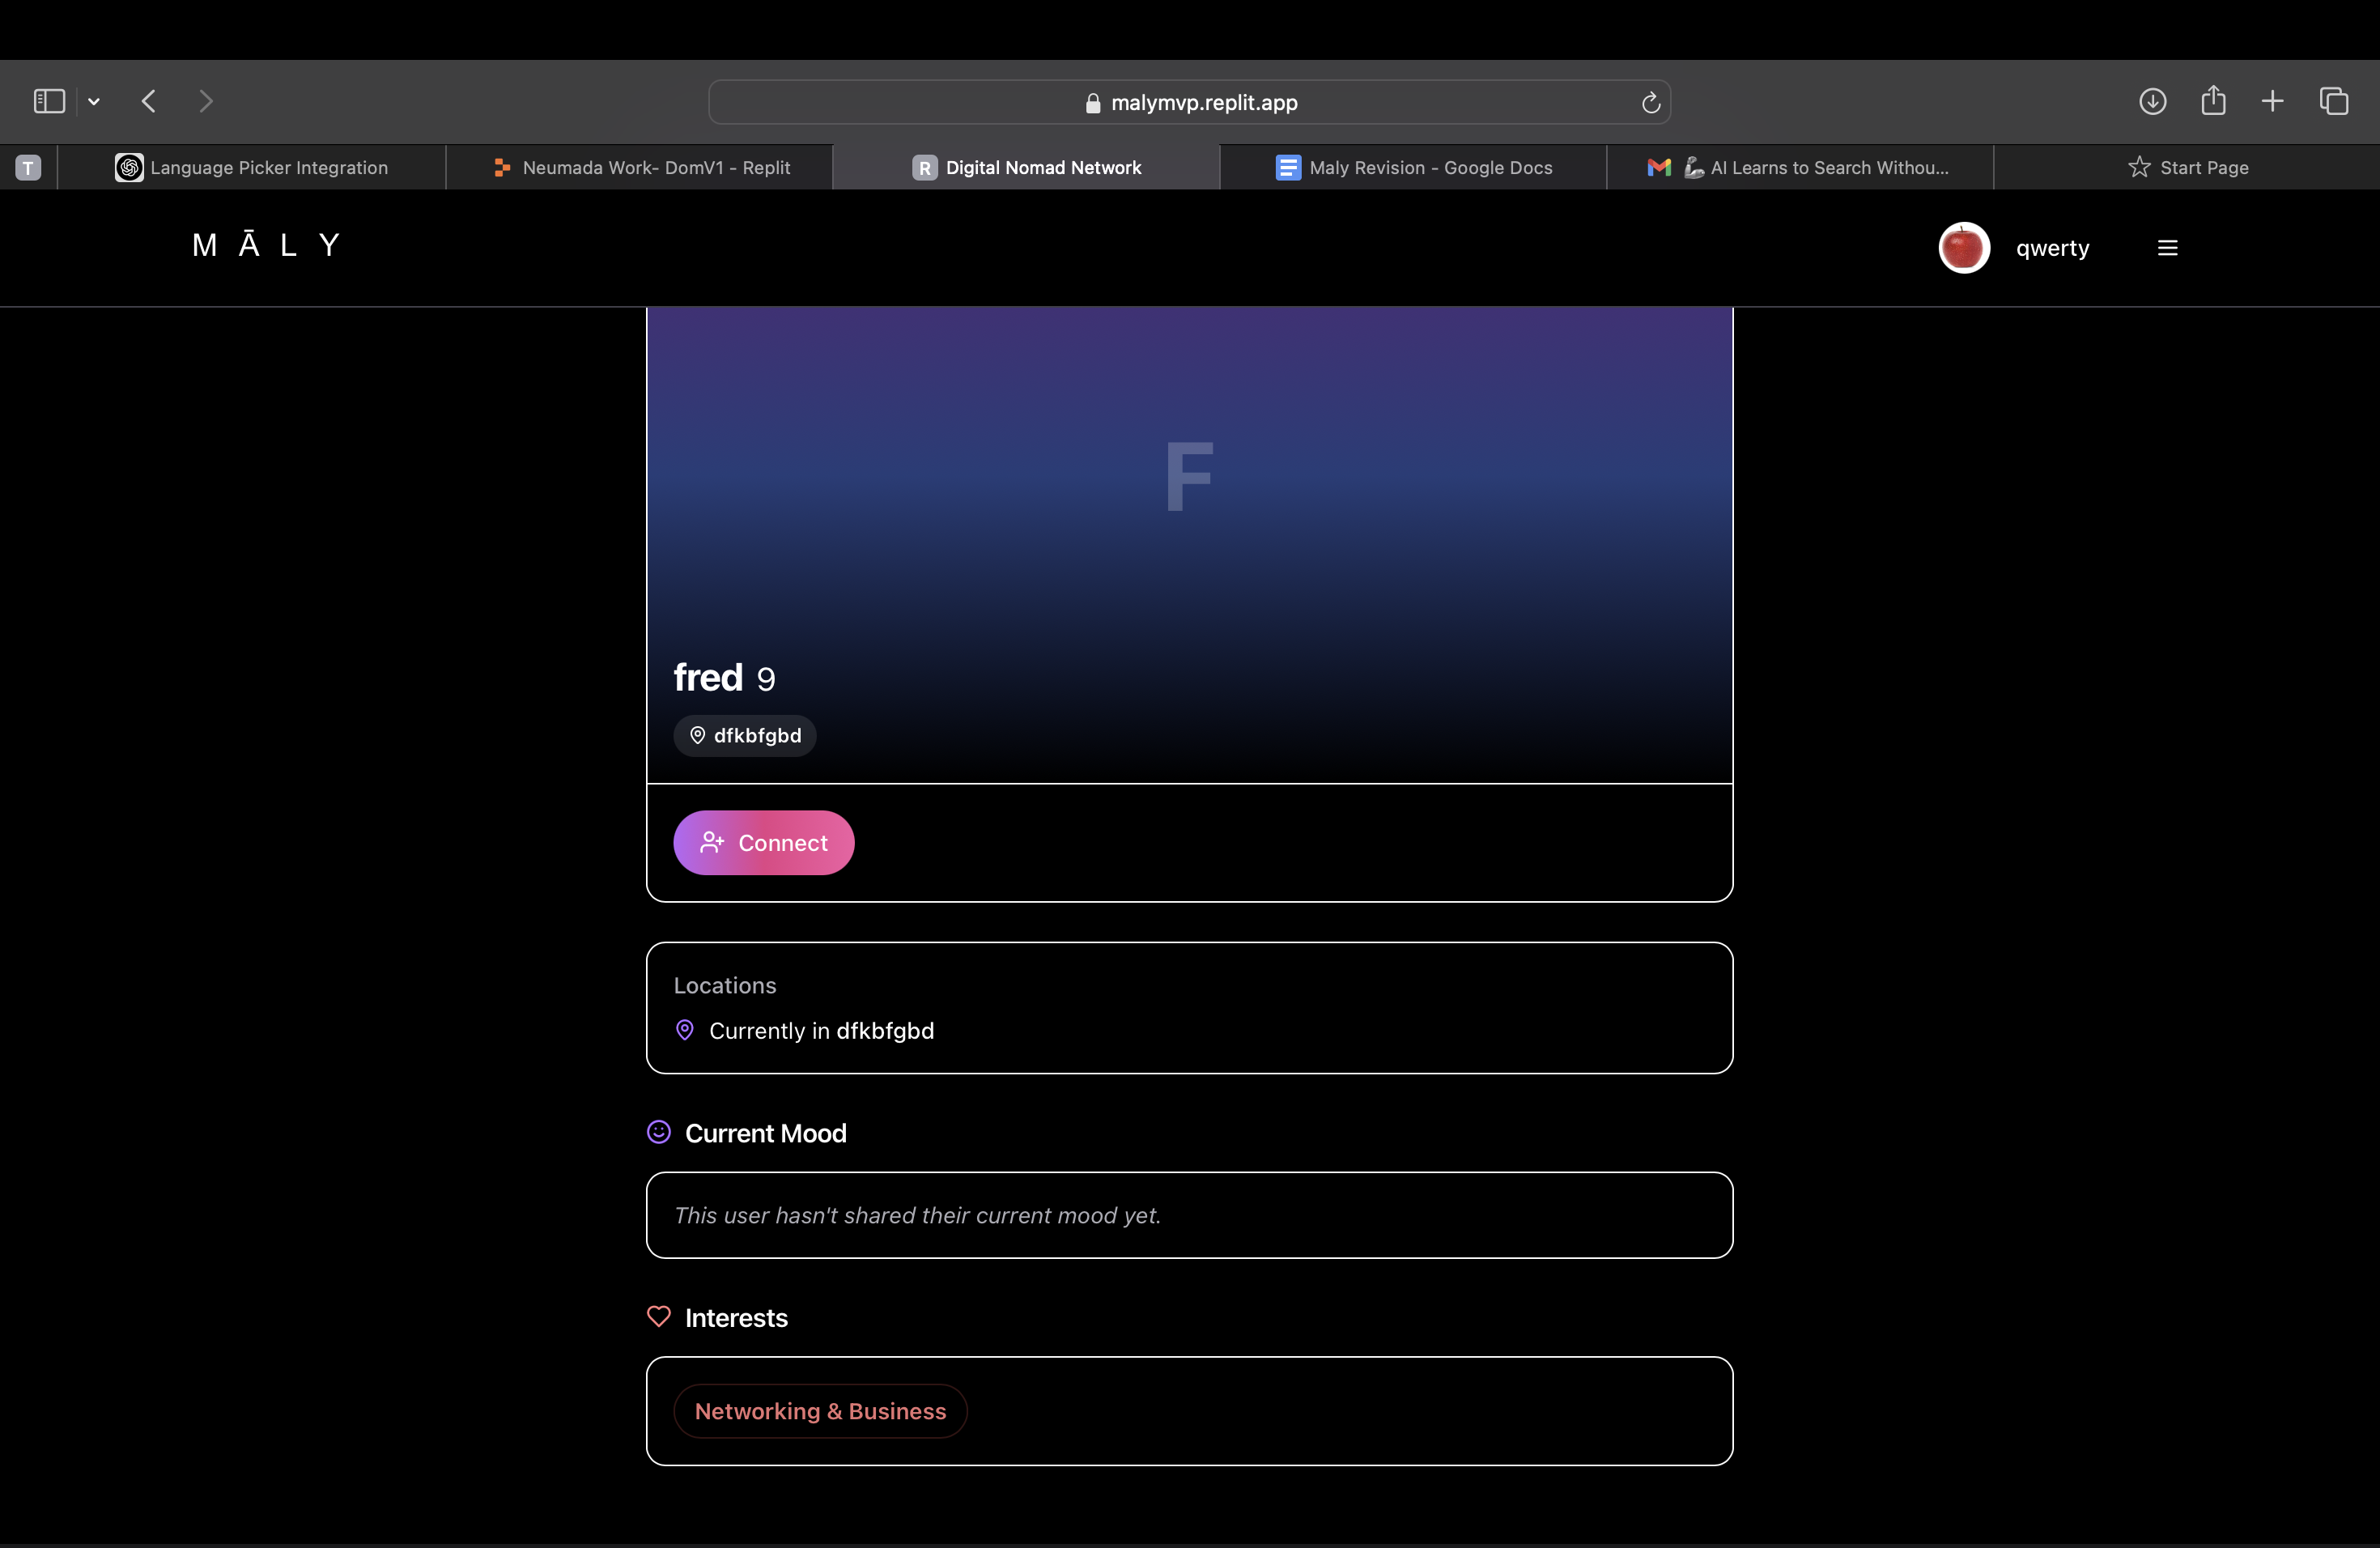 malymvp.replit.app
T
Language Picker Integration
Neumada Work- DomV1 - Replit
R
Digital Nomad Network
Maly Revision - Google Docs
AI Learns to Search Withou...
Start Page
MĀLY
qwerty
F
fred 9
dfkbfgbd
Connect
Locations
Currently in dfkbfgbd
Current Mood
This user hasn't shared their current mood yet.
Interests
Networking & Business